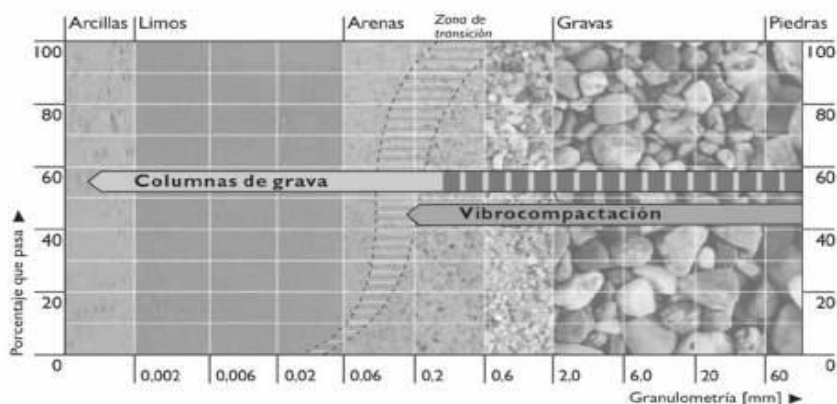 Arcillas Limos Arenas Zona de transición Gravas Piedras
100 100
80 80
60 60
Columnas de grava
Vibrocompactación
40 40
20 20
0 0
Porcentaje que pasa ►
0,002 0,006 0,02 0,06 0,2 0,6 2,0 6,0 20 60
Granulometría [mm] ►